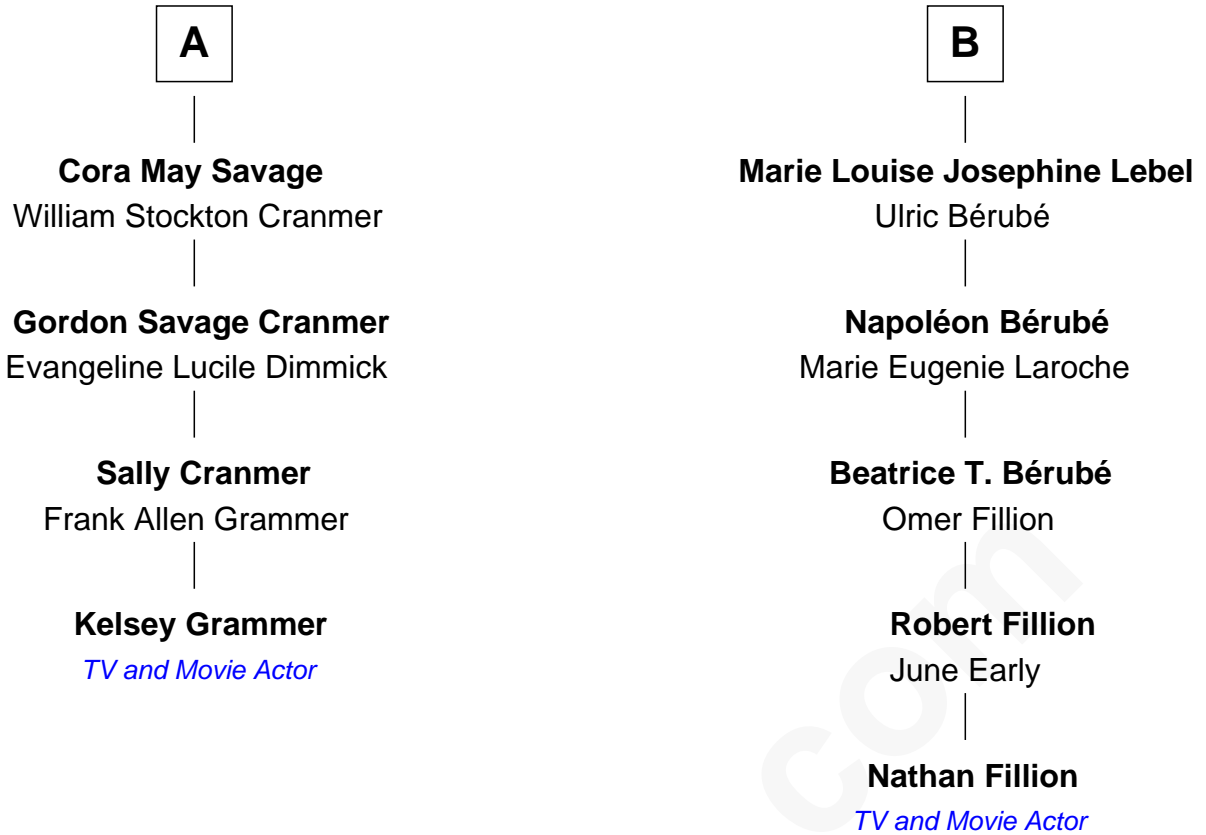 A
Cora May Savage
William Stockton Cranmer
Gordon Savage Cranmer
Evangeline Lucile Dimmick
Sally Cranmer
Frank Allen Grammer
Kelsey Grammer
TV and Movie Actor
B
Marie Louise Josephine Lebel
Ulric Bérubé
Napoléon Bérubé
Marie Eugenie Laroche
Beatrice T. Bérubé
Omer Fillion
Robert Fillion
June Early
Nathan Fillion
TV and Movie Actor
com